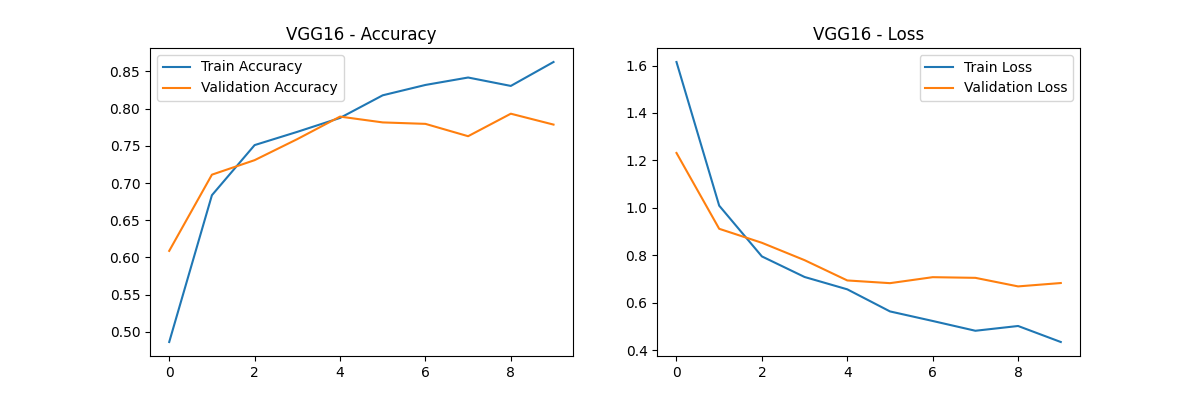 VGG16 - Accuracy
Train Accuracy
Validation Accuracy
0.85
0.80
0.75
0.70
0.65
0.60
0.55
0.50
0 2 4 6 8
VGG16 - Loss
Train Loss
Validation Loss
1.6
1.4
1.2
1.0
0.8
0.6
0.4
0 2 4 6 8